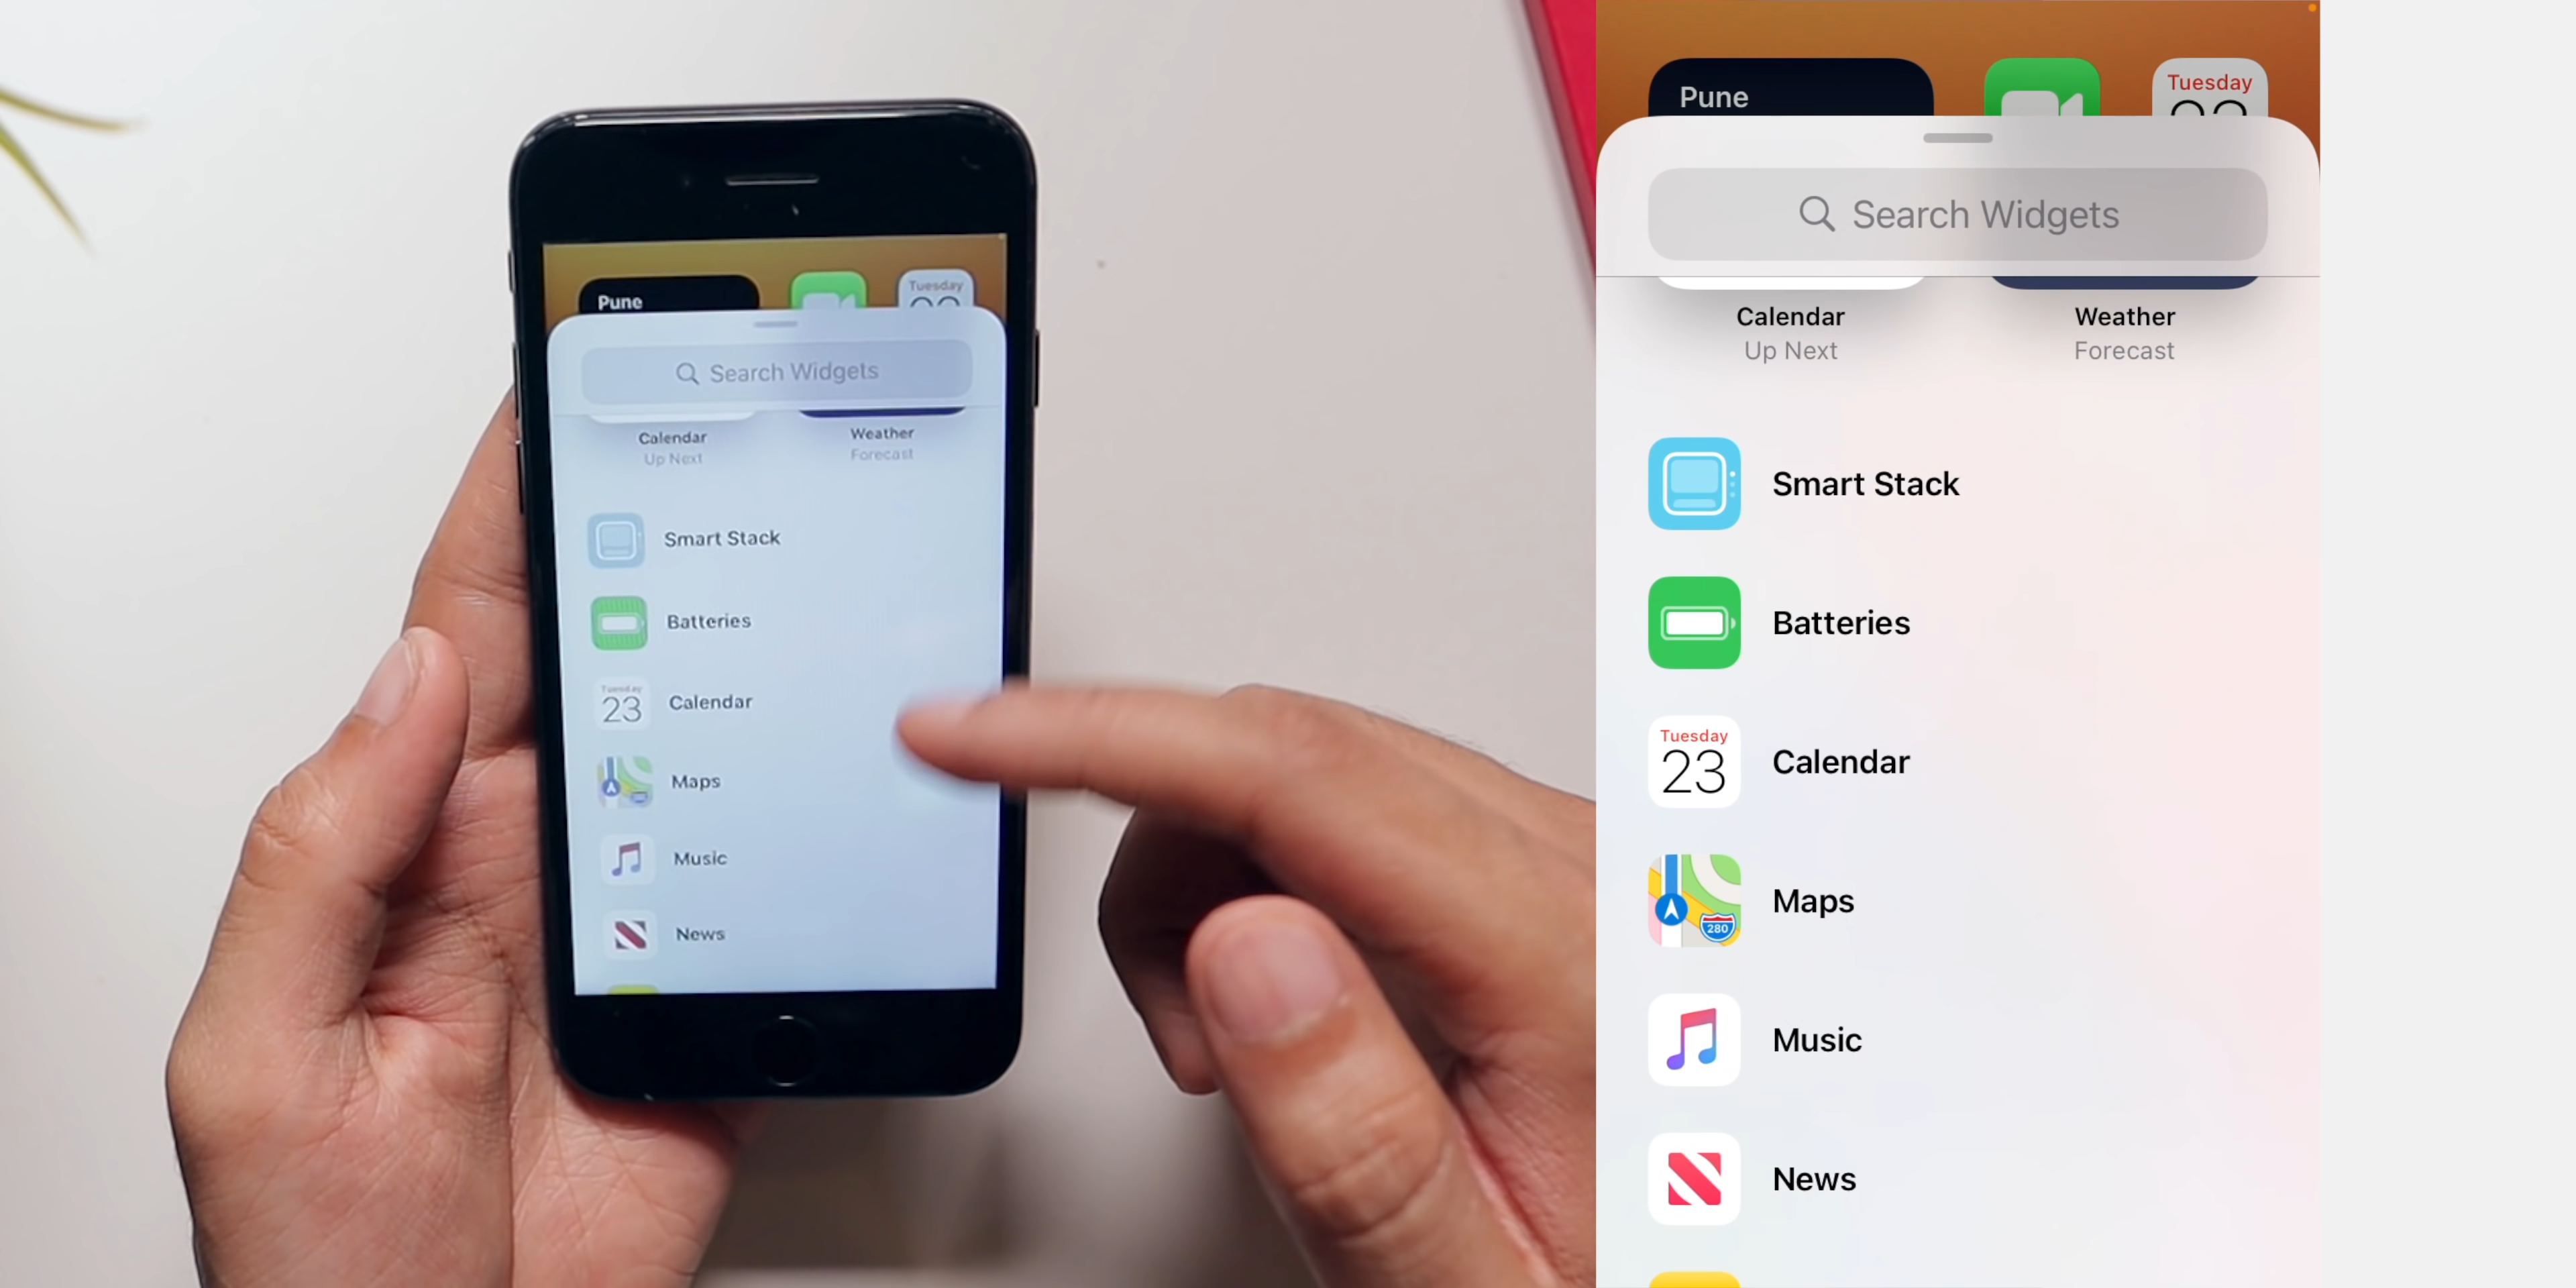 Pune
Tuesday
Search Widgets
Calendar
Up Next
Weather
Forecast
Smart Stack
Batteries
Tuesday
23
Calendar
Maps
Music
News
Pune
Tuesday
Search Widgets
Calendar
Up Next
Weather
Forecast
Smart Stack
Batteries
Tuesday
23
Calendar
280
Maps
Music
News